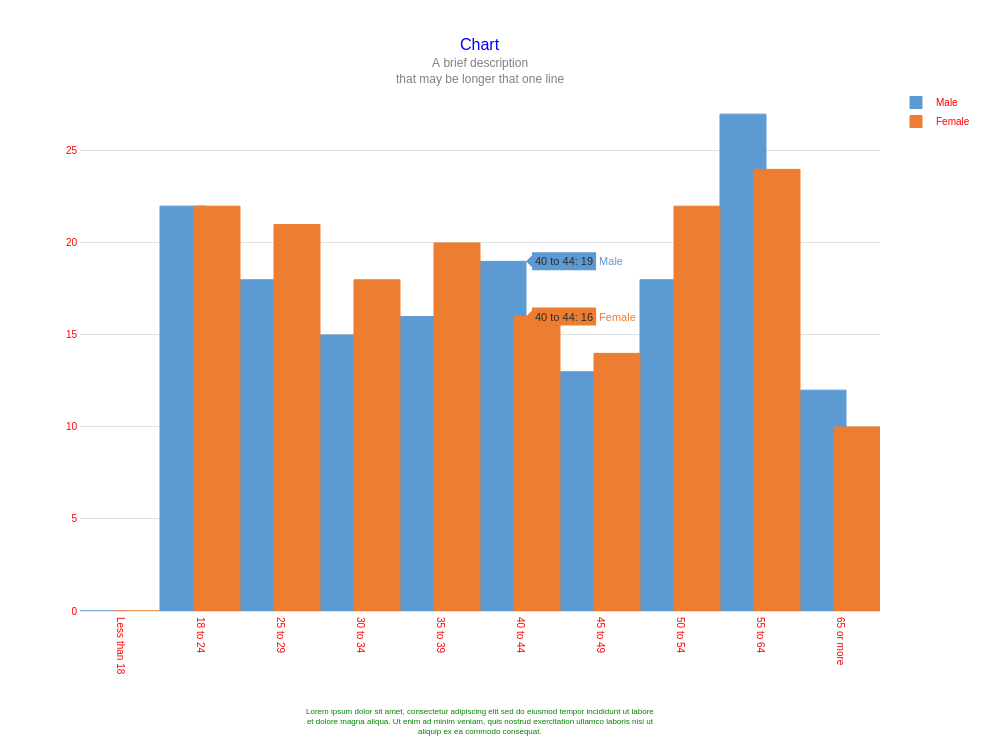 Chart
A brief description
that may be longer that one line
Male
Female
25
20
15
10
5
0
40 to 44: 19 Male
40 to 44: 16 Female
Less than 18
18 to 24
25 to 29
30 to 34
35 to 39
40 to 44
45 to 49
50 to 54
55 to 64
65 or more
Lorem ipsum dolor sit amet, consectetur adipiscing elit sed do eiusmod tempor incididunt ut labore
et dolore magna aliqua. Ut enim ad minim veniam, quis nostrud exercitation ullamco laboris nisi ut
aliquip ex ea commodo consequat.